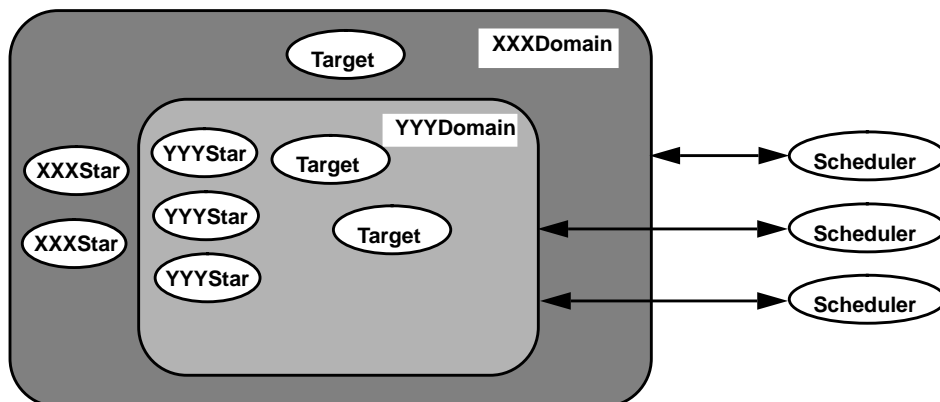 XXXDomain
Target
YYYDomain
YYYStar
Target
XXXStar
Scheduler
YYYStar
Target
XXXStar
Scheduler
YYYStar
Scheduler